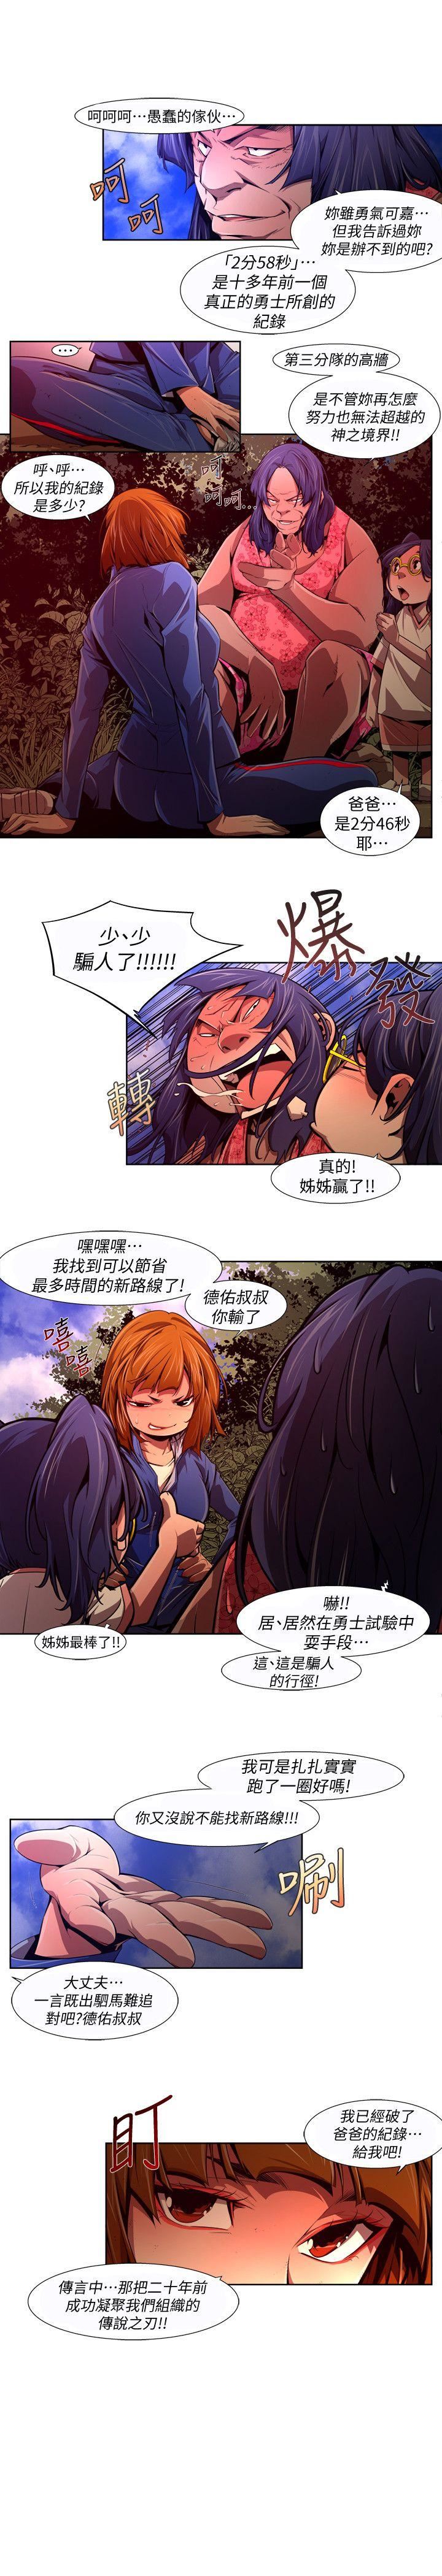 呵呵呵…愚蠢的傢伙…
呵
呵
妳雖勇氣可嘉…
但我告訴過妳
妳是辦不到的吧?
「2分58秒」…
是十多年前一個
真正的勇士所創的
紀錄
…
第三分隊的高牆
是不管妳再怎麼
努力也無法超越的
神之境界!!
呵
呵呵…
呼、呼…
所以我的紀錄
是多少?
爸爸…
是2分46秒
耶…
少、少
騙人了!!!!!!
爆
發
轉
真的!
姊姊贏了!!
嘿嘿嘿…
我找到可以節省
最多時間的新路線了!
德佑叔叔
你輸了
嘻
嘻
嚇!!
居、居然在勇士試驗中
耍手段…
姊姊最棒了!!
這、這是騙人
的行徑!
我可是扎扎實實
跑了一圈好嗎!
你又沒說不能找新路線!!!
唰
大丈夫…
一言既出駟馬難追
對吧?德佑叔叔
盯
我已經破了
爸爸的紀錄…
給我吧!
傳言中…那把二十年前
成功凝聚我們組織的
傳說之刃!!